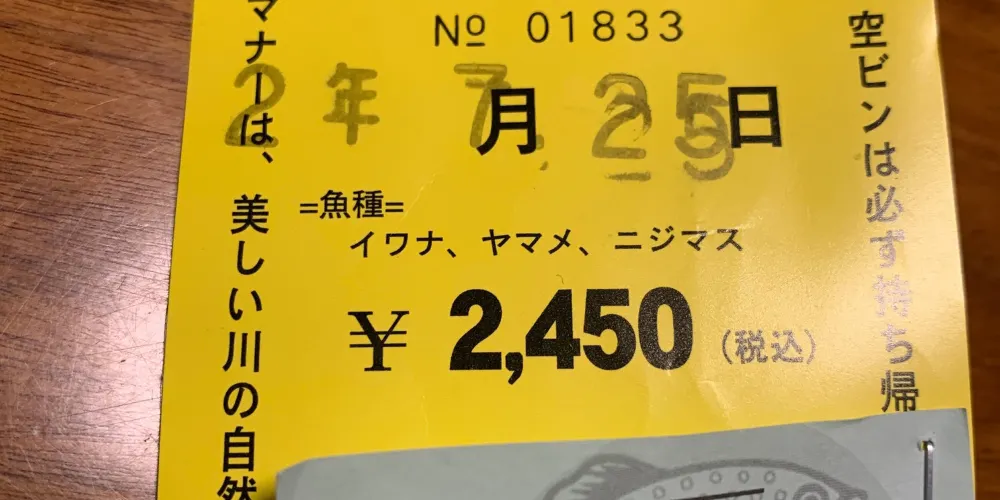 № 01833
2年 7月 25日
=魚種=
イワナ、ヤマメ、ニジマス
¥ 2,450 (税込)
空ビンは必ず持ち帰
マナーは、美しい川の自然